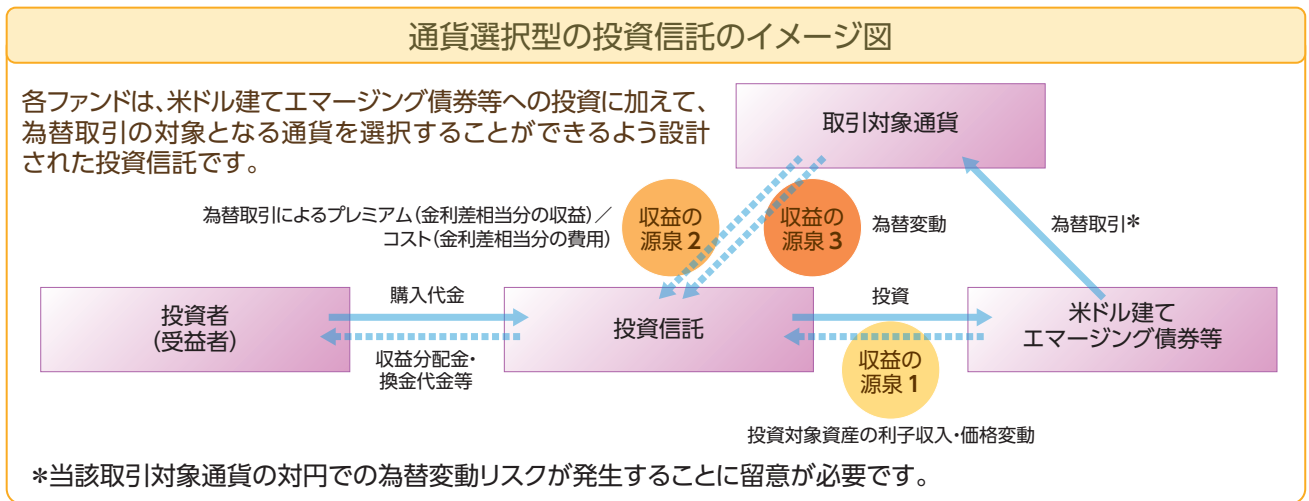 通貨選択型の投資信託のイメージ図
各ファンドは、米ドル建てエマージング債券等への投資に加えて、
為替取引の対象となる通貨を選択することができるよう設計
された投資信託です。
取引対象通貨
為替取引によるプレミアム(金利差相当分の収益)／
コスト(金利差相当分の費用)
収益の
源泉2
収益の
源泉3
為替変動
為替取引*
投資者
(受益者)
購入代金
収益分配金・
換金代金等
投資信託
投資
収益の
源泉1
米ドル建て
エマージング債券等
投資対象資産の利子収入・価格変動
*当該取引対象通貨の対円での為替変動リスクが発生することに留意が必要です。